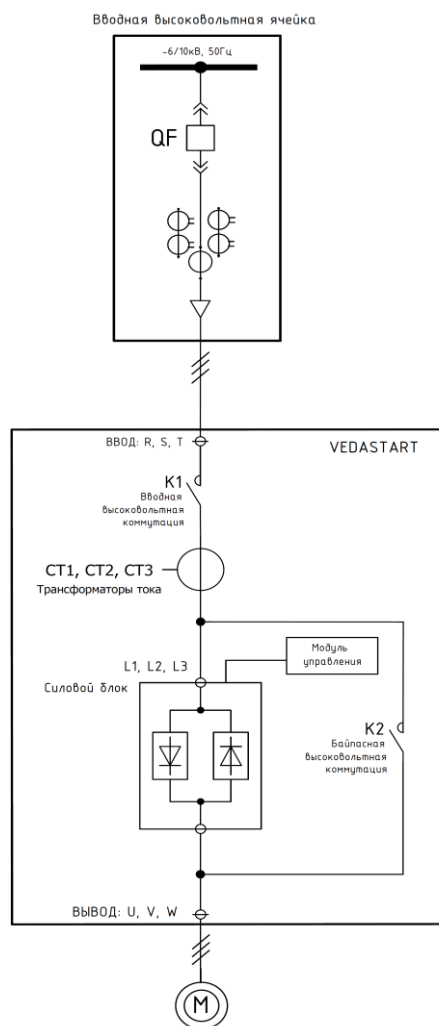 Вводная высоковольтная ячейка
~6/10кВ, 50Гц
QF
ВВОД: R, S, T
VEDASTART
K1
Вводная
высоковольтная
коммутация
CT1, CT2, CT3
Трансформаторы тока
Модуль
управления
L1, L2, L3
Силовой блок
K2
Байпасная
высоковольтная
коммутация
ВЫВОД: U, V, W
M